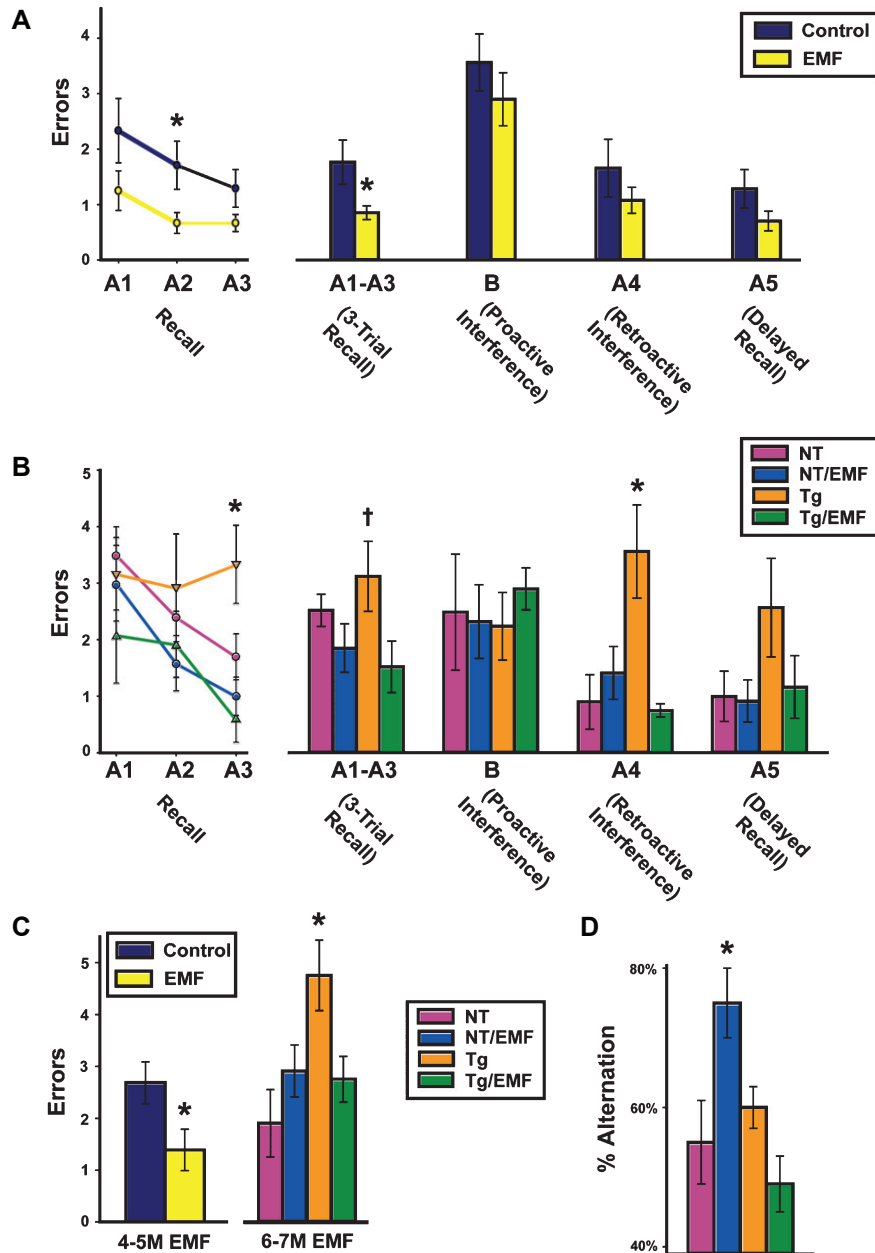 A
Errors
4
3
2
1
0
*
A1 A2 A3
Recall
*
A1-A3 B A4 A5
(3-Trial
Recall)
(Proactive
Interference)
(Retroactive
Interference)
(Delayed
Recall)
Control
EMF
B
Errors
5
4
3
2
1
0
*
A1 A2 A3
Recall
†
*
A1-A3 B A4 A5
(3-Trial
Recall)
(Proactive
Interference)
(Retroactive
Interference)
(Delayed
Recall)
NT
NT/EMF
Tg
Tg/EMF
C
Errors
5
4
3
2
1
0
Control
EMF
*
*
4-5M EMF 6-7M EMF
NT
NT/EMF
Tg
Tg/EMF
D
% Alternation
80%
60%
40%
*